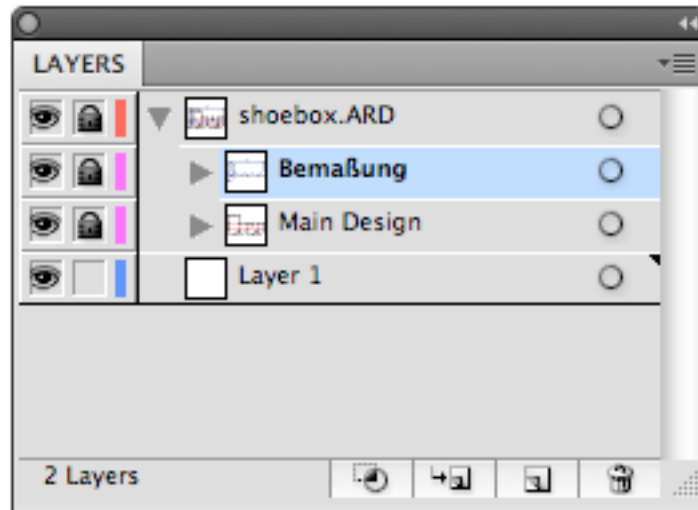 LAYERS
shoebox.ARD
Bemaßung
Main Design
Layer 1
2 Layers